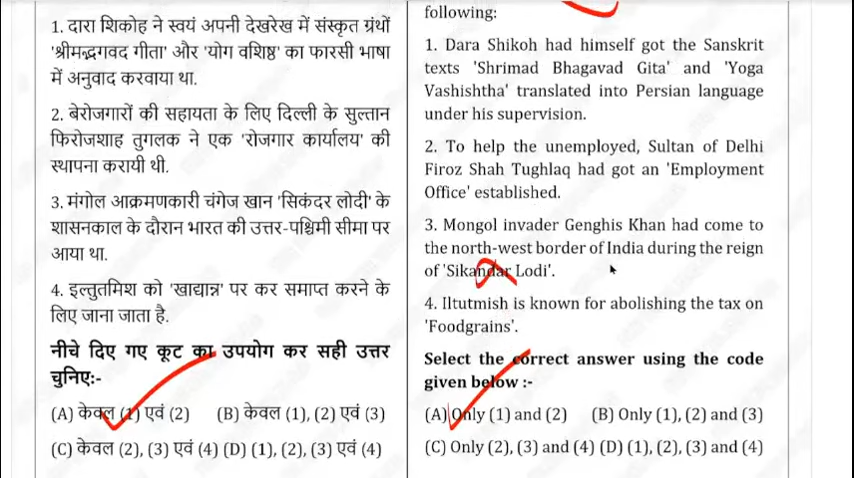 1. दारा शिकोह ने स्वयं अपनी देखरेख में संस्कृत ग्रंथों
'श्रीमद्भगवद गीता' और 'योग वशिष्ठ' का फारसी भाषा
में अनुवाद करवाया था.
2. बेरोजगारों की सहायता के लिए दिल्ली के सुल्तान
फिरोजशाह तुगलक ने एक 'रोजगार कार्यालय' की
स्थापना करायी थी.
3. मंगोल आक्रमणकारी चंगेज खान 'सिकंदर लोदी' के
शासनकाल के दौरान भारत की उत्तर-पश्चिमी सीमा पर
आया था.
4. इल्तुतमिश को 'खाद्यान्न' पर कर समाप्त करने के
लिए जाना जाता है.
नीचे दिए गए कूट का उपयोग कर सही उत्तर
चुनिए:-
(A) केवल (1) एवं (2) (B) केवल (1), (2) एवं (3)
(C) केवल (2), (3) एवं (4) (D) (1), (2), (3) एवं (4)
following:
1. Dara Shikoh had himself got the Sanskrit
texts 'Shrimad Bhagavad Gita' and 'Yoga
Vashishtha' translated into Persian language
under his supervision.
2. To help the unemployed, Sultan of Delhi
Firoz Shah Tughlaq had got an 'Employment
Office' established.
3. Mongol invader Genghis Khan had come to
the north-west border of India during the reign
of 'Sikandar Lodi'.
4. Iltutmish is known for abolishing the tax on
'Foodgrains'.
Select the correct answer using the code
given below :-
(A) Only (1) and (2) (B) Only (1), (2) and (3)
(C) Only (2), (3) and (4) (D) (1), (2), (3) and (4)